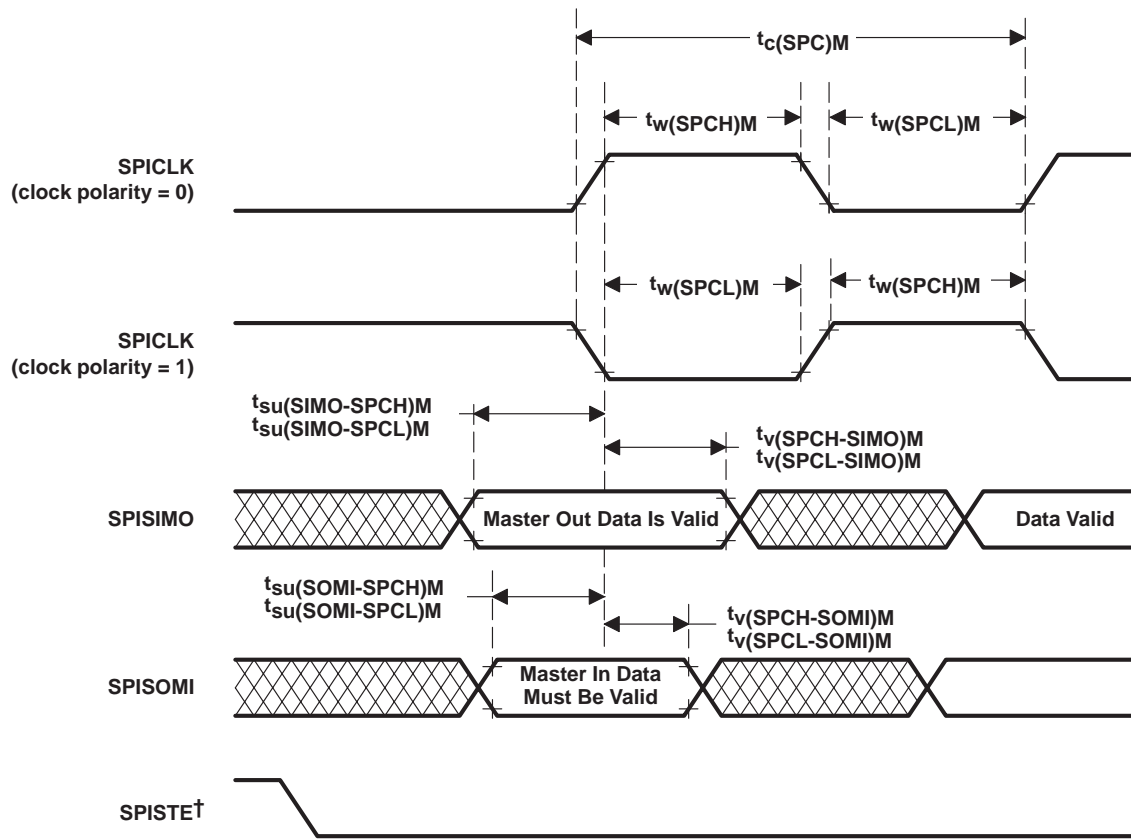 tc(SPC)M
tw(SPCH)M
tw(SPCL)M
SPICLK
(clock polarity = 0)
tw(SPCL)M
tw(SPCH)M
SPICLK
(clock polarity = 1)
tsu(SIMO-SPCH)M
tsu(SIMO-SPCL)M
tv(SPCH-SIMO)M
tv(SPCL-SIMO)M
SPISIMO
Master Out Data Is Valid
Data Valid
tsu(SOMI-SPCH)M
tsu(SOMI-SPCL)M
tv(SPCH-SOMI)M
tv(SPCL-SOMI)M
SPISOMI
Master In Data
Must Be Valid
SPISTE†